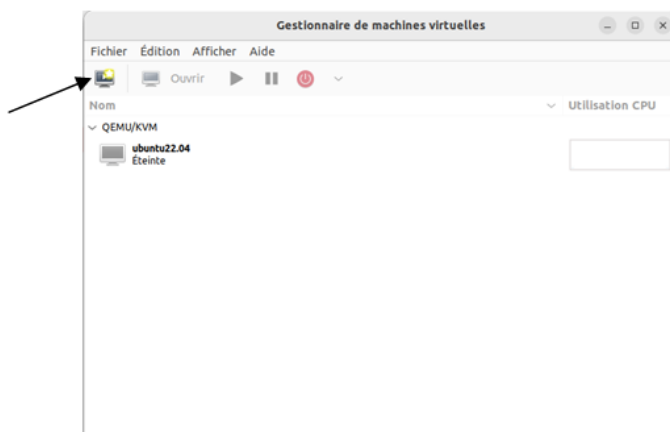 Gestionnaire de machines virtuelles
Fichier Édition Afficher Aide
Ouvrir
Nom Utilisation CPU
QEMU/KVM
ubuntu22.04
Éteinte